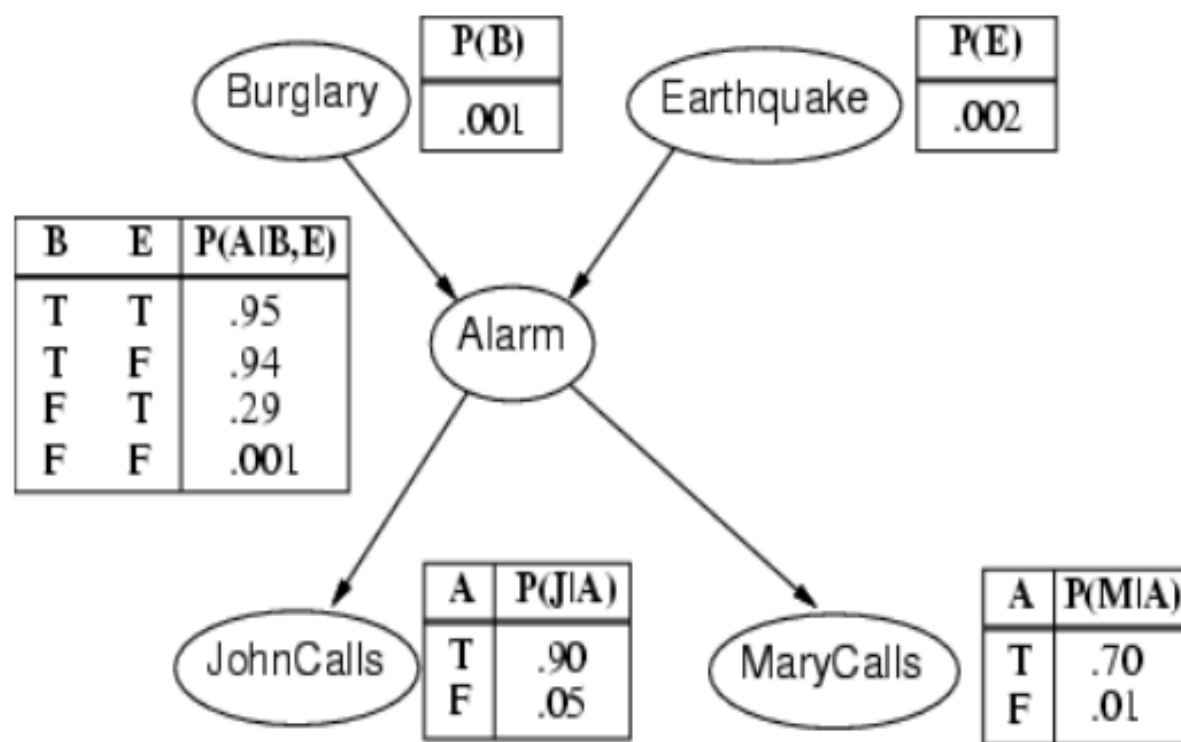 P(B)
.001
Burglary
P(E)
.002
Earthquake
B E P(A|B,E)
T T .95
T F .94
F T .29
F F .001
Alarm
A P(J|A)
T .90
F .05
JohnCalls
A P(M|A)
T .70
F .01
MaryCalls